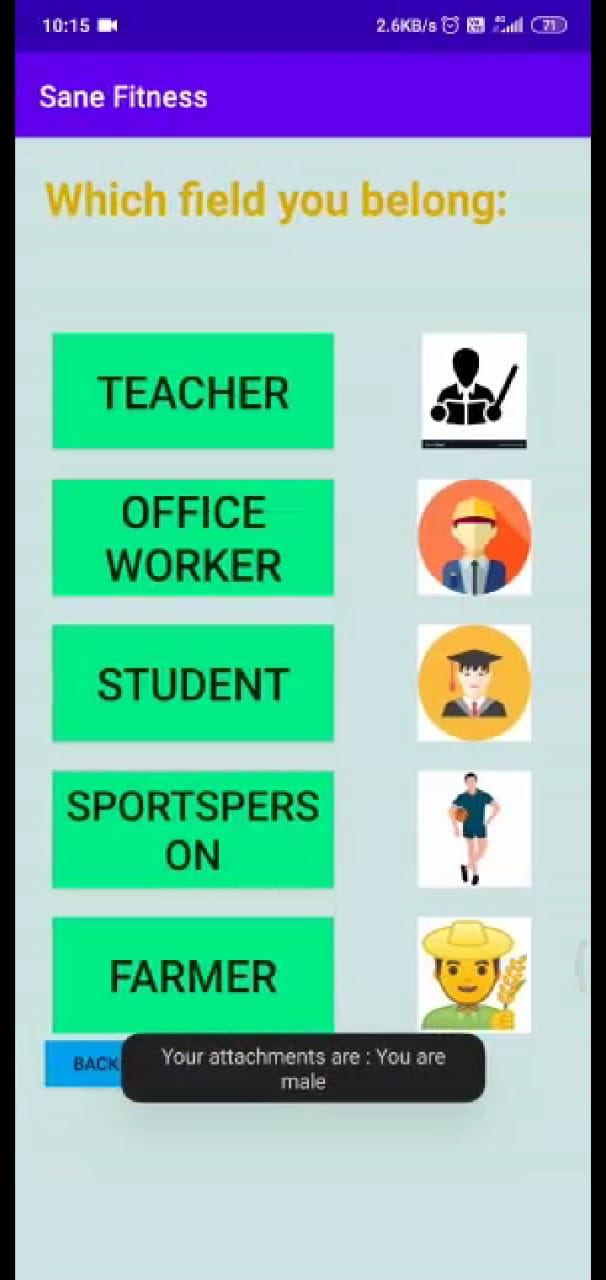 10:15 2.6KB/s 4G 71
Sane Fitness
Which field you belong:
TEACHER
OFFICE
WORKER
STUDENT
SPORTSPERS
ON
FARMER
BACK
Your attachments are : You are
male